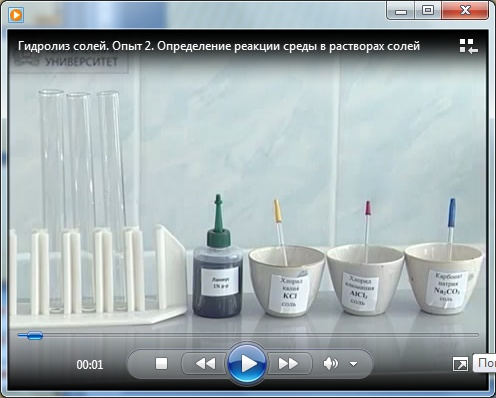 Гидролиз солей. Опыт 2. Определение реакции среды в растворах солей
УНИВЕРСИТЕТ
Лакмус
1% р-р
Хлорид
калия
KCl
соль
Хлорид
алюминия
AlCl₃
соль
Карбонат
натрия
Na₂CO₃
соль
00:01